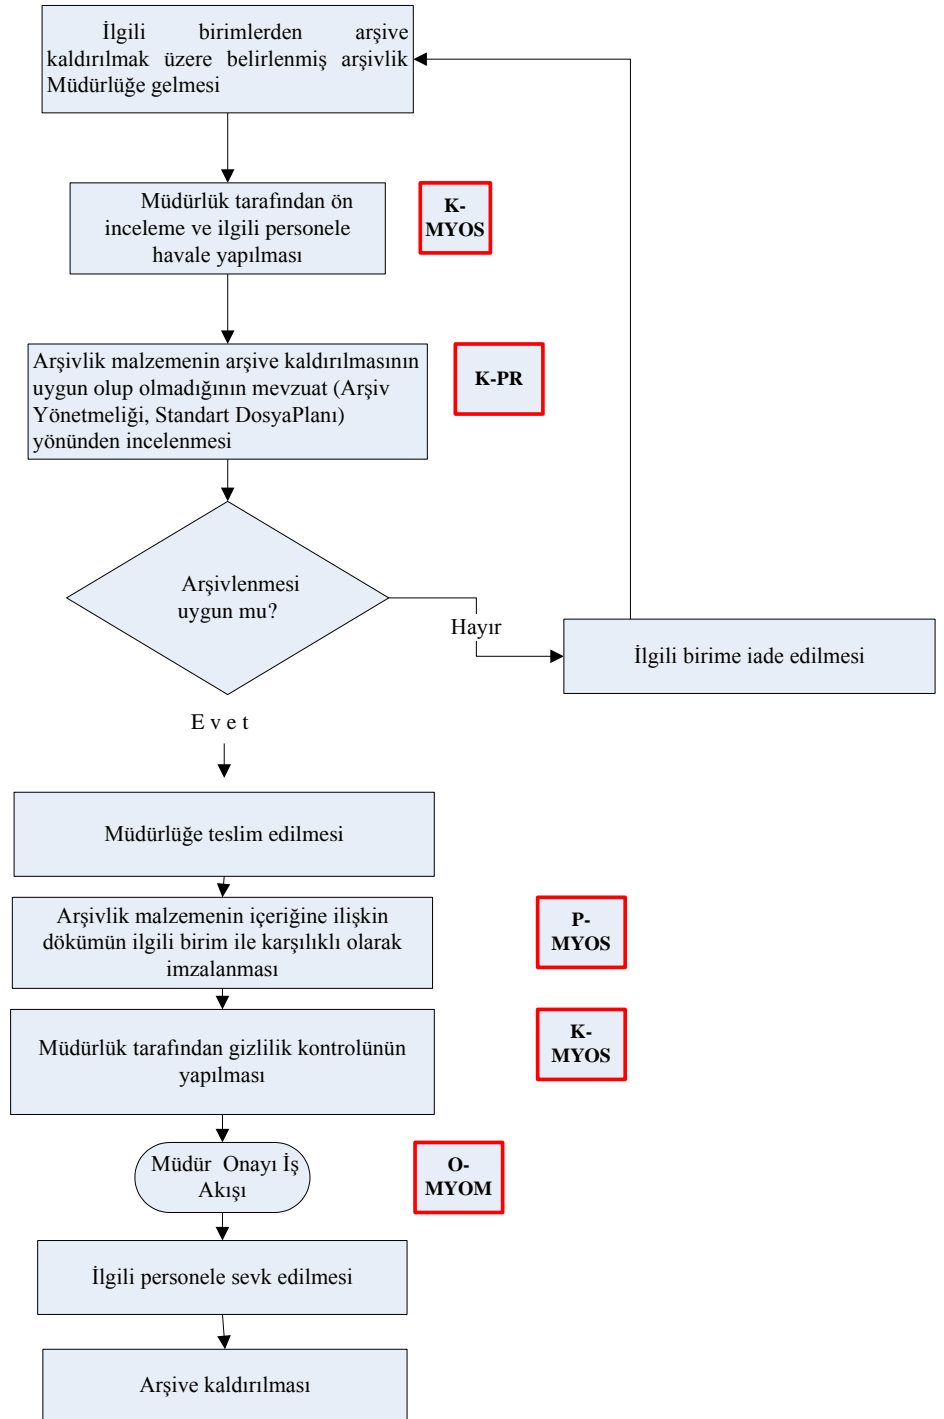 İlgili birimlerden arşive
kaldırılmak üzere belirlenmiş arşivlik
Müdürlüğe gelmesi
Müdürlük tarafından ön
inceleme ve ilgili personele
havale yapılması
K-
MYOS
Arşivlik malzemenin arşive kaldırılmasının
uygun olup olmadığının mevzuat (Arşiv
Yönetmeliği, Standart DosyaPlanı)
yönünden incelenmesi
K-PR
Arşivlenmesi
uygun mu?
Hayır
İlgili birime iade edilmesi
E v e t
Müdürlüğe teslim edilmesi
Arşivlik malzemenin içeriğine ilişkin
dökümün ilgili birim ile karşılıklı olarak
imzalanması
P-
MYOS
Müdürlük tarafından gizlilik kontrolünün
yapılması
K-
MYOS
Müdür Onayı İş
Akışı
O-
MYOM
İlgili personele sevk edilmesi
Arşive kaldırılması